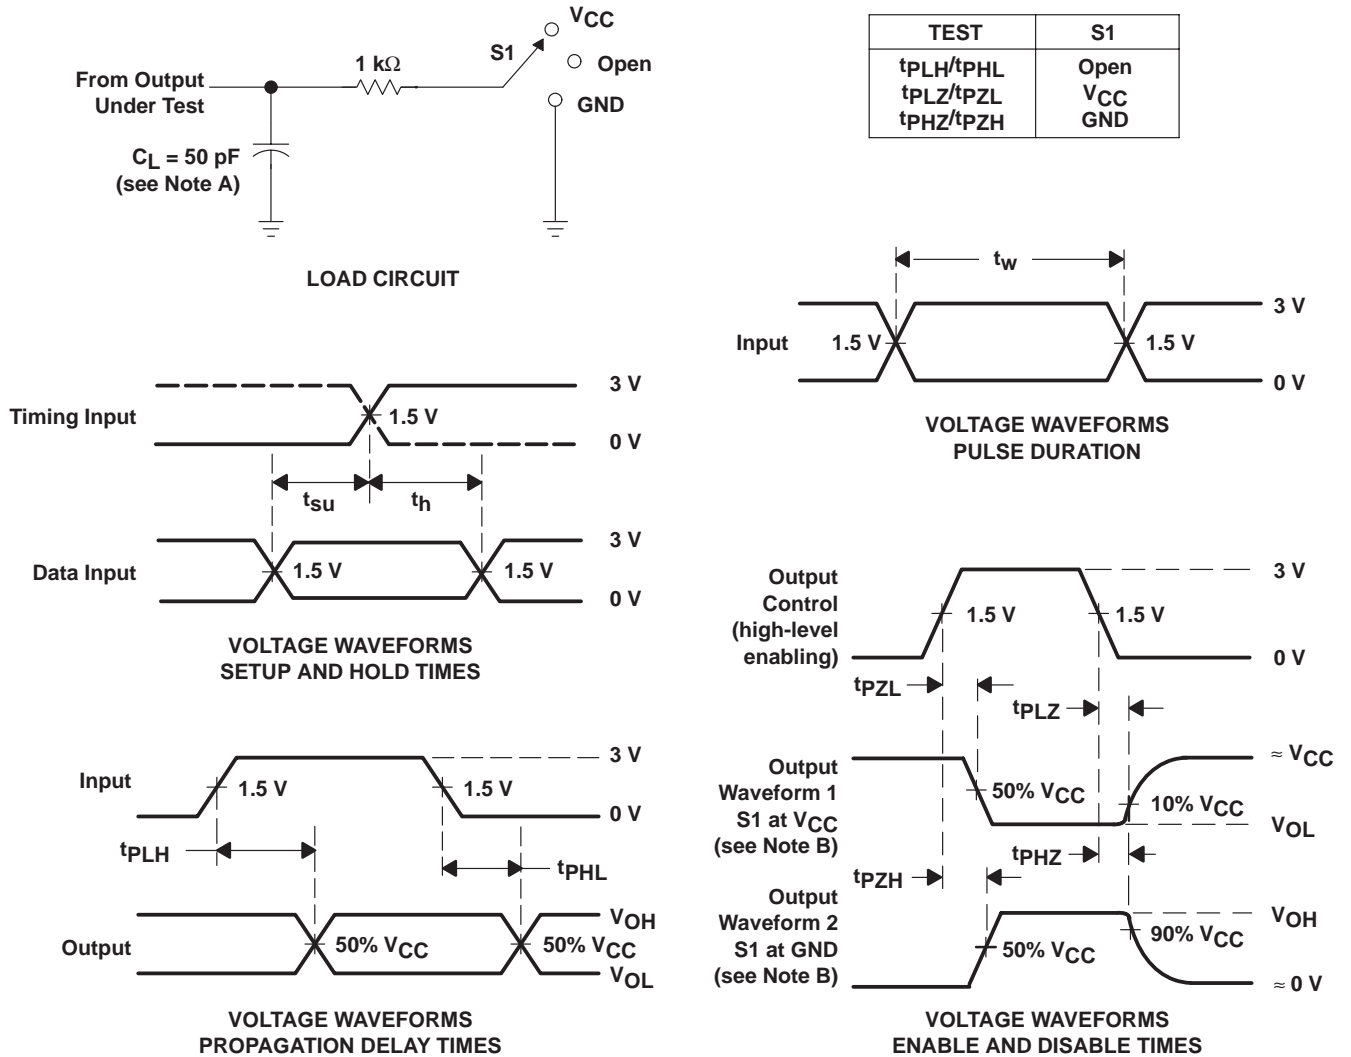 VCC
S1
1 kΩ
Open
From Output
Under Test
GND
CL = 50 pF
(see Note A)
LOAD CIRCUIT
TEST S1
tPLH/tPHL Open
tPLZ/tPZL VCC
tPHZ/tPZH GND
tw
3 V
Input 1.5 V 1.5 V
0 V
VOLTAGE WAVEFORMS
PULSE DURATION
3 V
Timing Input 1.5 V
0 V
tsu th
3 V
Data Input 1.5 V 1.5 V
0 V
VOLTAGE WAVEFORMS
SETUP AND HOLD TIMES
3 V
Input 1.5 V 1.5 V
0 V
tPLH
tPHL
VOH
Output 50% VCC 50% VCC
VOL
VOLTAGE WAVEFORMS
PROPAGATION DELAY TIMES
Output
Control
(high-level
enabling)
3 V
1.5 V 1.5 V
0 V
tPZL
tPLZ
≈ VCC
Output
Waveform 1
S1 at VCC
(see Note B)
50% VCC
10% VCC
VOL
tPHZ
tPZH
Output
Waveform 2
S1 at GND
(see Note B)
VOH
50% VCC
90% VCC
≈ 0 V
VOLTAGE WAVEFORMS
ENABLE AND DISABLE TIMES